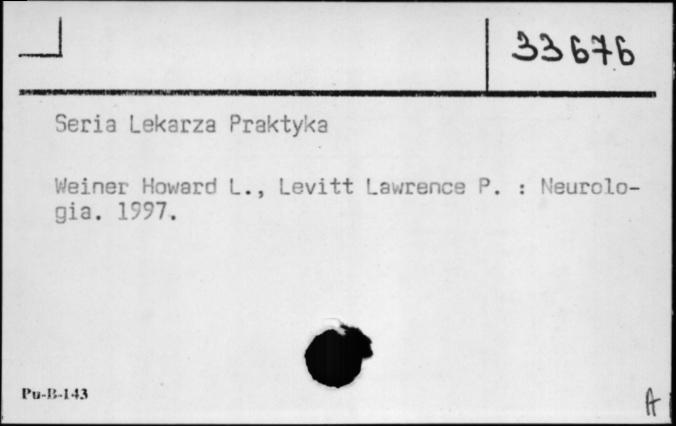 33676
Seria Lekarza Praktyka
Weiner Howard L., Levitt Lawrence P. : Neurolo-
gia. 1997.
Pu-B-143
A